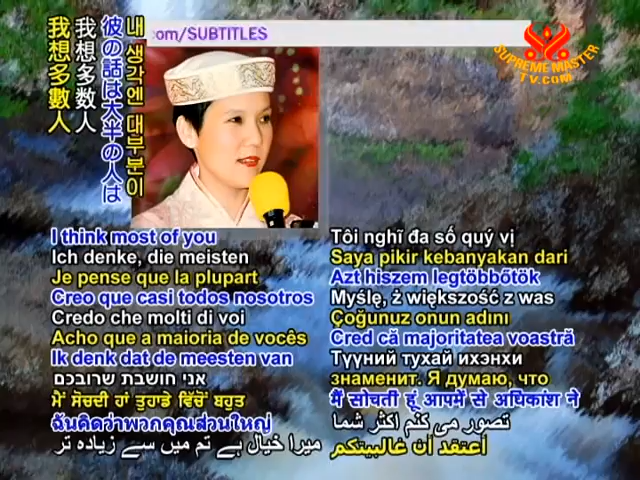 com/SUBTITLES
SUPREME MASTER
TV.COM
내 생각엔 대부분이
彼の話は大半の人は
我想多数人
我想多數人
I think most of you
Ich denke, die meisten
Je pense que la plupart
Creo que casi todos nosotros
Credo che molti di voi
Acho que a maioria de vocês
Ik denk dat de meesten van
אני חושבת שרובכם
ਮੈਂ ਸੋਚਦੀ ਹਾਂ ਤੁਹਾਡੇ ਵਿੱਚੋਂ ਬਹੁਤ
ฉันคิดว่าพวกคุณส่วนใหญ่
میرا خیال ہے تم میں سے زیادہ تر
Tôi nghĩ đa số quý vị
Saya pikir kebanyakan dari
Azt hiszem legtöbbőtök
Myślę, ż większość z was
Çoğunuz onun adını
Cred că majoritatea voastră
Түүний тухай ихэнхи
знаменит. Я думаю, что
मैं सोचती हूं आपमें से अधिकांश ने
تصور می کنم اکثر شما
أعتقد أن غالبيتكم